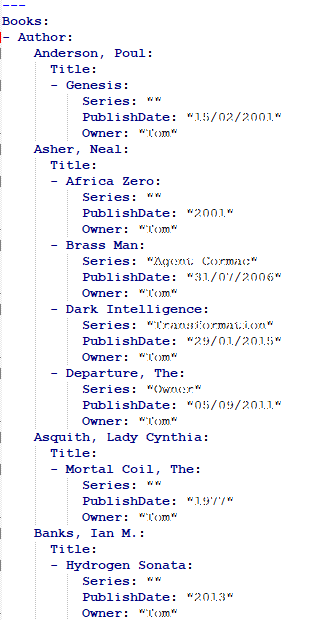 ---
Books:
- Author:
    Anderson, Poul:
      Title:
      - Genesis:
          Series: “”
          PublishDate: “15/02/2001“
          Owner: “Tom“
    Asher, Neal:
      Title:
      - Africa Zero:
          Series: “”
          PublishDate: “2001“
          Owner: “Tom“
      - Brass Man:
          Series: “Agent Cormac“
          PublishDate: “31/07/2006“
          Owner: “Tom“
      - Dark Intelligence:
          Series: “Transformation“
          PublishDate: “29/01/2015“
          Owner: “Tom“
      - Departure, The:
          Series: “Owner“
          PublishDate: “05/09/2011“
          Owner: “Tom“
    Asquith, Lady Cynthia:
      Title:
      - Mortal Coil, The:
          Series: “”
          PublishDate: “1977“
          Owner: “Tom“
    Banks, Ian M.:
      Title:
      - Hydrogen Sonata:
          Series: “”
          PublishDate: “2013“
          Owner: “Tom“